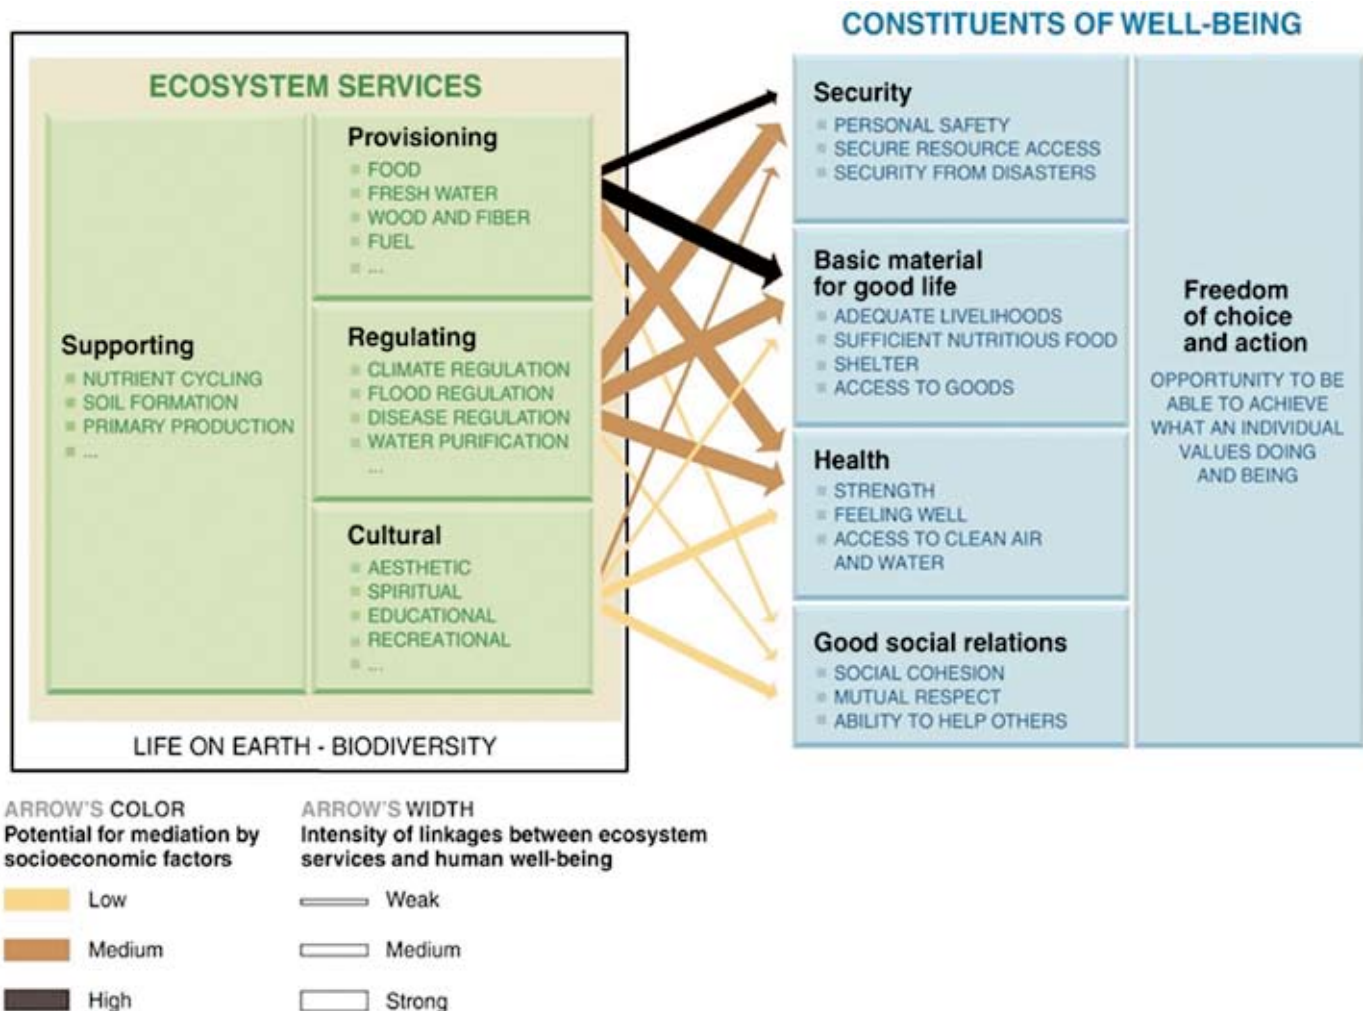 CONSTITUENTS OF WELL-BEING
ECOSYSTEM SERVICES
Supporting
NUTRIENT CYCLING
SOIL FORMATION
PRIMARY PRODUCTION
...
Provisioning
FOOD
FRESH WATER
WOOD AND FIBER
FUEL
...
Regulating
CLIMATE REGULATION
FLOOD REGULATION
DISEASE REGULATION
WATER PURIFICATION
...
Cultural
AESTHETIC
SPIRITUAL
EDUCATIONAL
RECREATIONAL
...
LIFE ON EARTH - BIODIVERSITY
Security
PERSONAL SAFETY
SECURE RESOURCE ACCESS
SECURITY FROM DISASTERS
Basic material
for good life
ADEQUATE LIVELIHOODS
SUFFICIENT NUTRITIOUS FOOD
SHELTER
ACCESS TO GOODS
Health
STRENGTH
FEELING WELL
ACCESS TO CLEAN AIR
AND WATER
Good social relations
SOCIAL COHESION
MUTUAL RESPECT
ABILITY TO HELP OTHERS
Freedom
of choice
and action
OPPORTUNITY TO BE
ABLE TO ACHIEVE
WHAT AN INDIVIDUAL
VALUES DOING
AND BEING
ARROW'S COLOR
Potential for mediation by
socioeconomic factors
Low
Medium
High
ARROW'S WIDTH
Intensity of linkages between ecosystem
services and human well-being
Weak
Medium
Strong